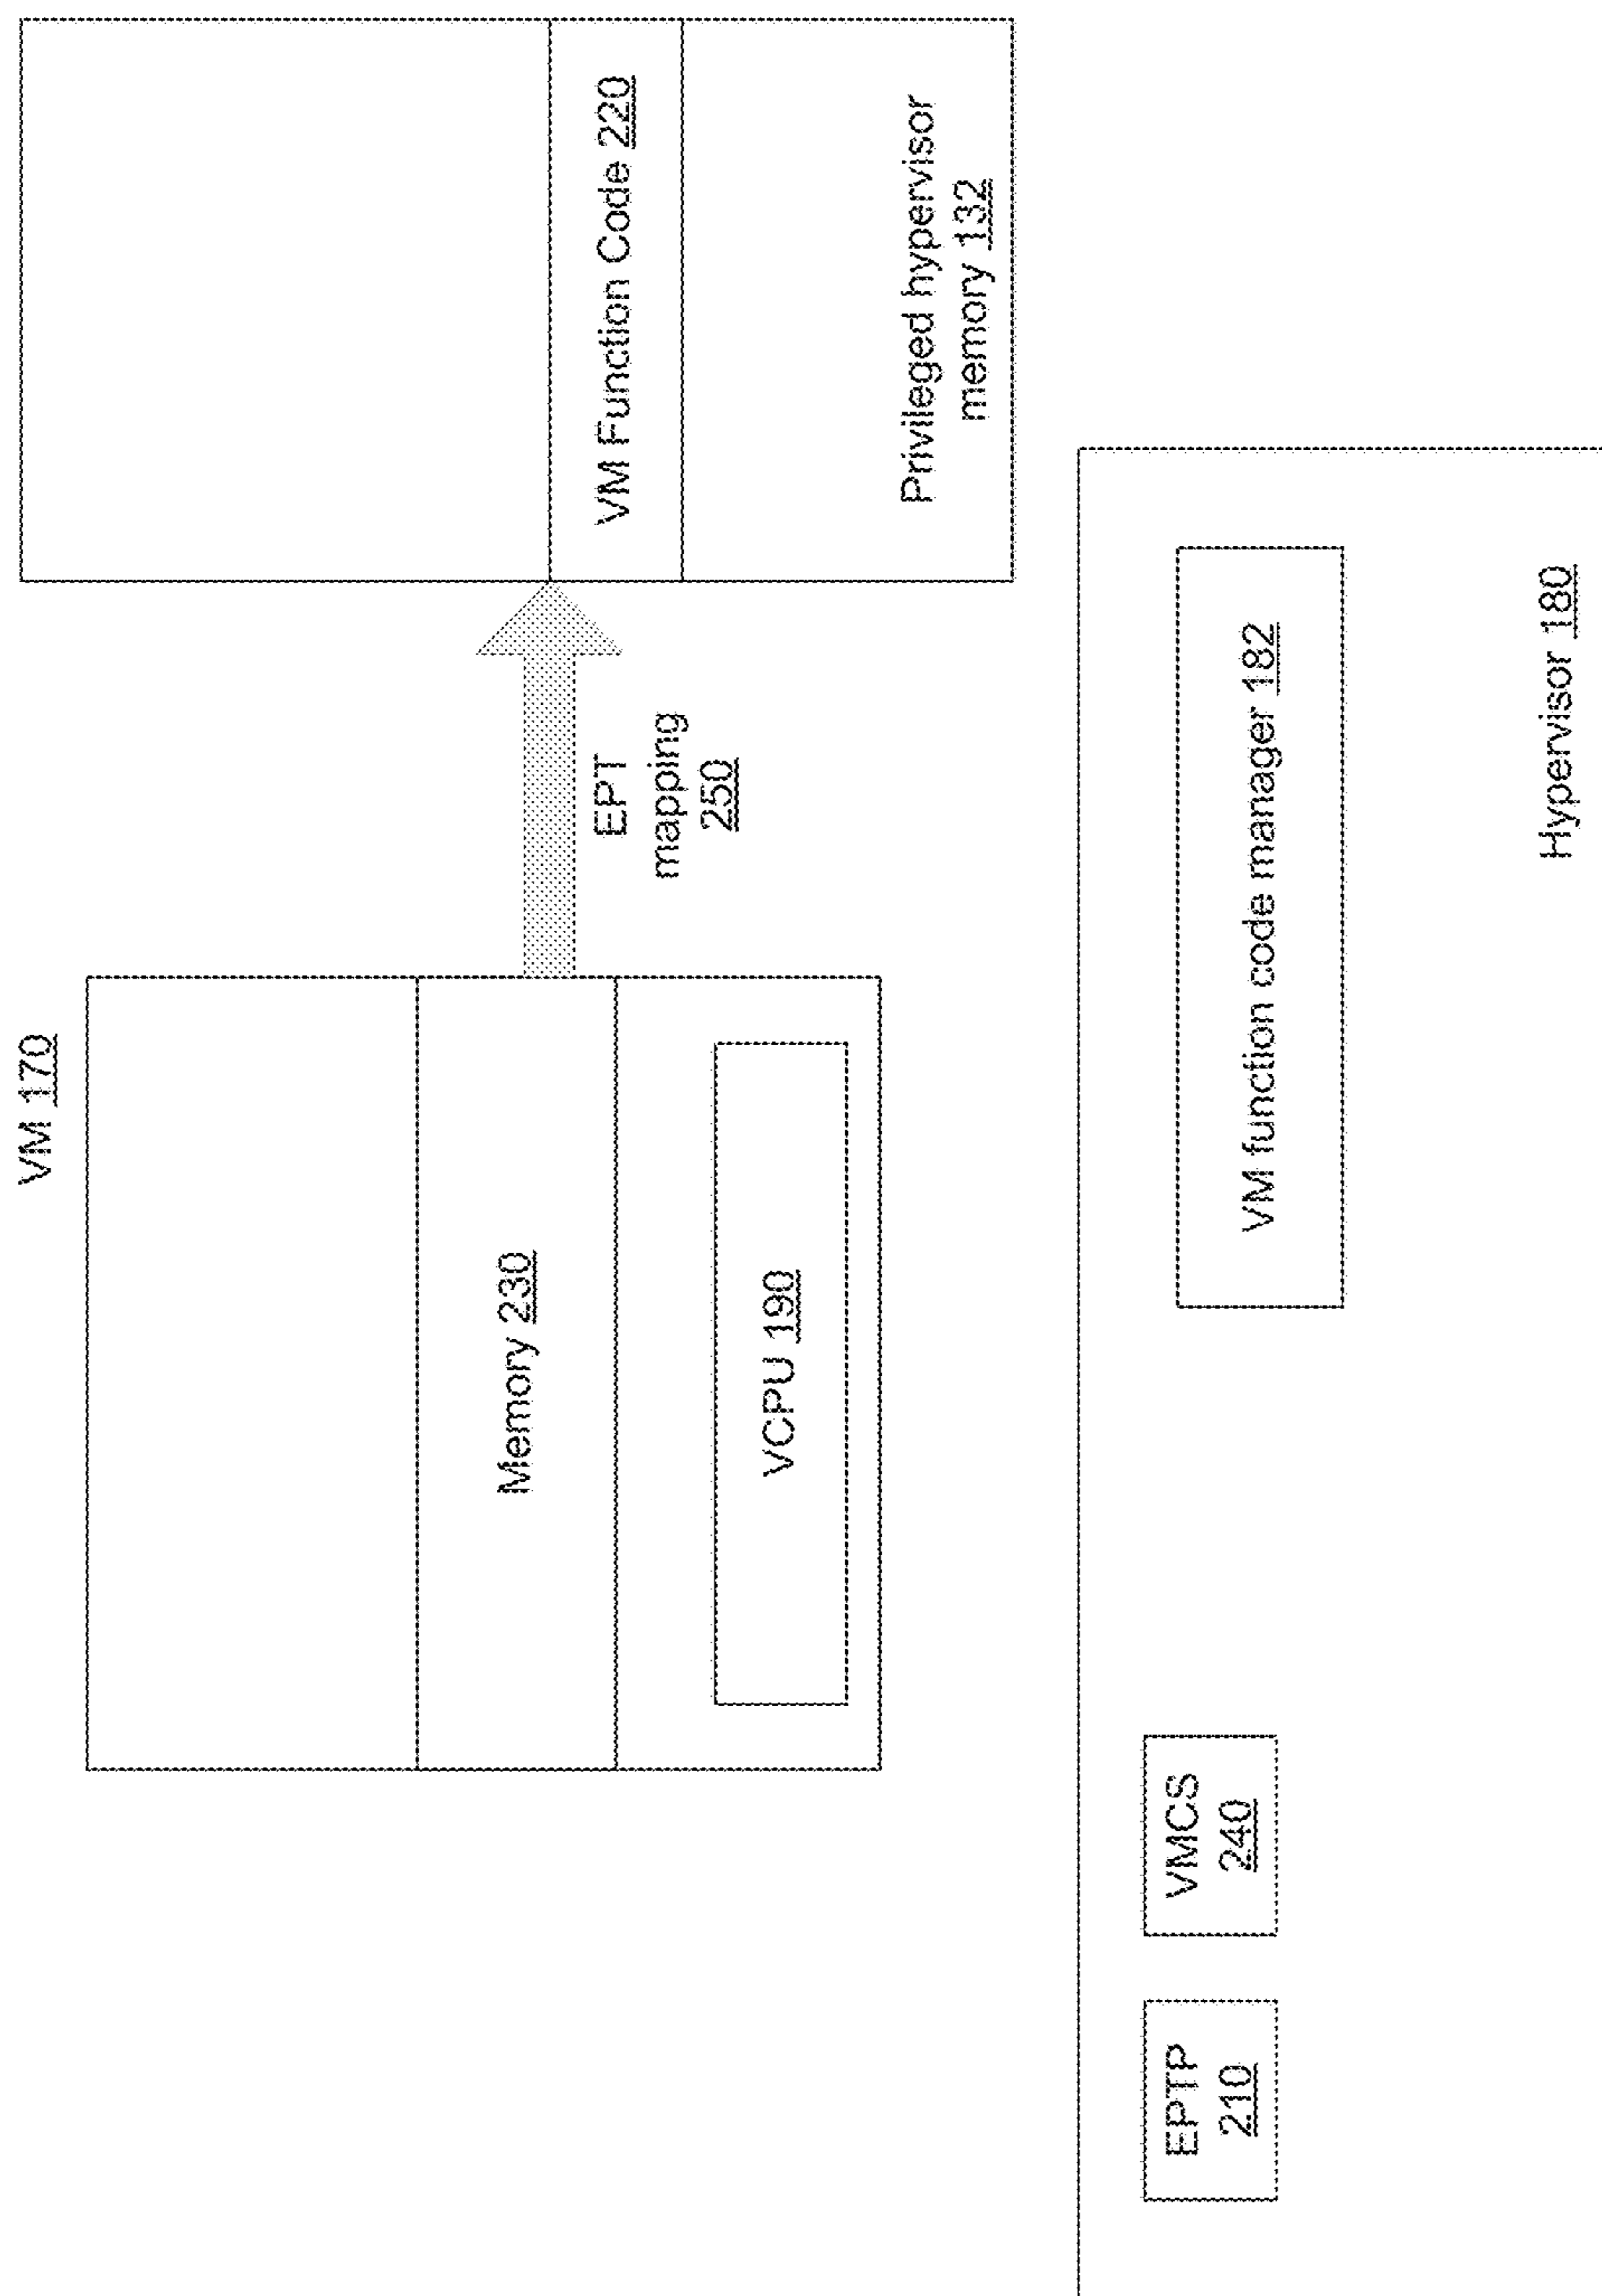 VM 170
Memory 230
VCPU 190
EPT
mapping
250
VM Function Code 220
Privileged hypervisor
memory 132
EPTP
210
VMCS
240
VM function code manager 182
Hypervisor 180